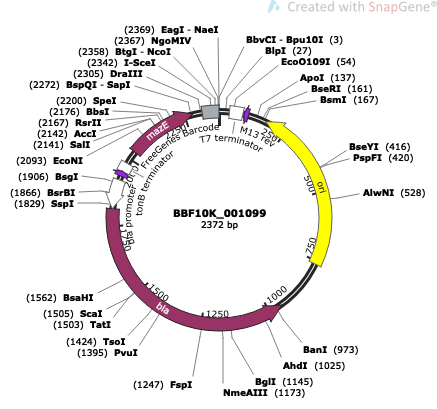 Created with SnapGene®
(2369) EagI - NaeI
(2367) NgoMIV
(2358) BtgI - NcoI
(2342) I-SceI
(2305) DraIII
(2272) BspQI - SapI
(2200) SpeI
(2176) BbsI
(2167) RsrII
(2142) AccI
(2141) SalI
(2093) EcoNI
(1906) BsgI
(1866) BsrBI
(1829) SspI
(1562) BsaHI
(1505) ScaI
(1503) TatI
(1424) TsoI
(1395) PvuI
(1247) FspI
BbvCI - Bpu10I (3)
BlpI (27)
EcoO109I (54)
ApoI (137)
BseRI (161)
BsmI (167)
BseYI (416)
PspFI (420)
AlwNI (528)
BanI (973)
AhdI (1025)
BglI (1145)
NmeAIII (1173)
mazE
Barcode
T7 terminator
M13 rev
FreeGenes
tonB terminator
bla promoter
ori
bla
250
500
750
1000
1250
1500
BBF10K_001099
2372 bp